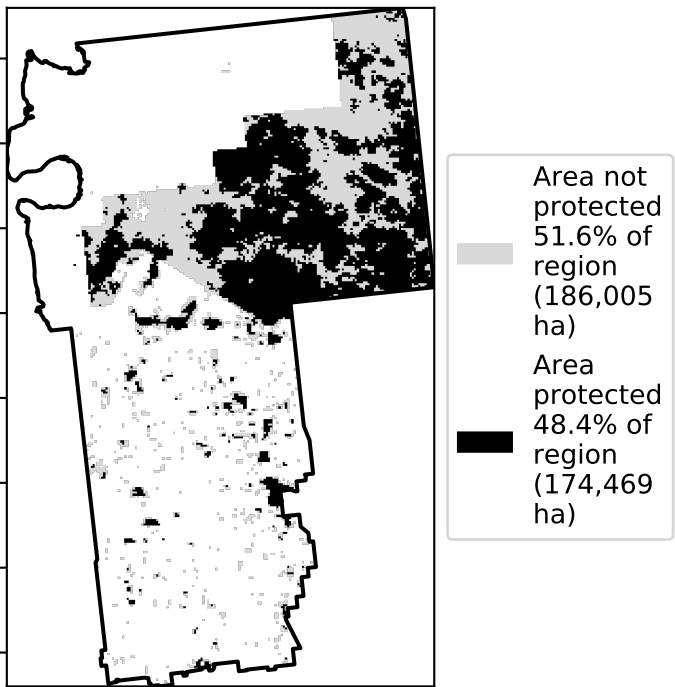 Area not
protected
51.6% of
region
(186,005
ha)
Area
protected
48.4% of
region
(174,469
ha)